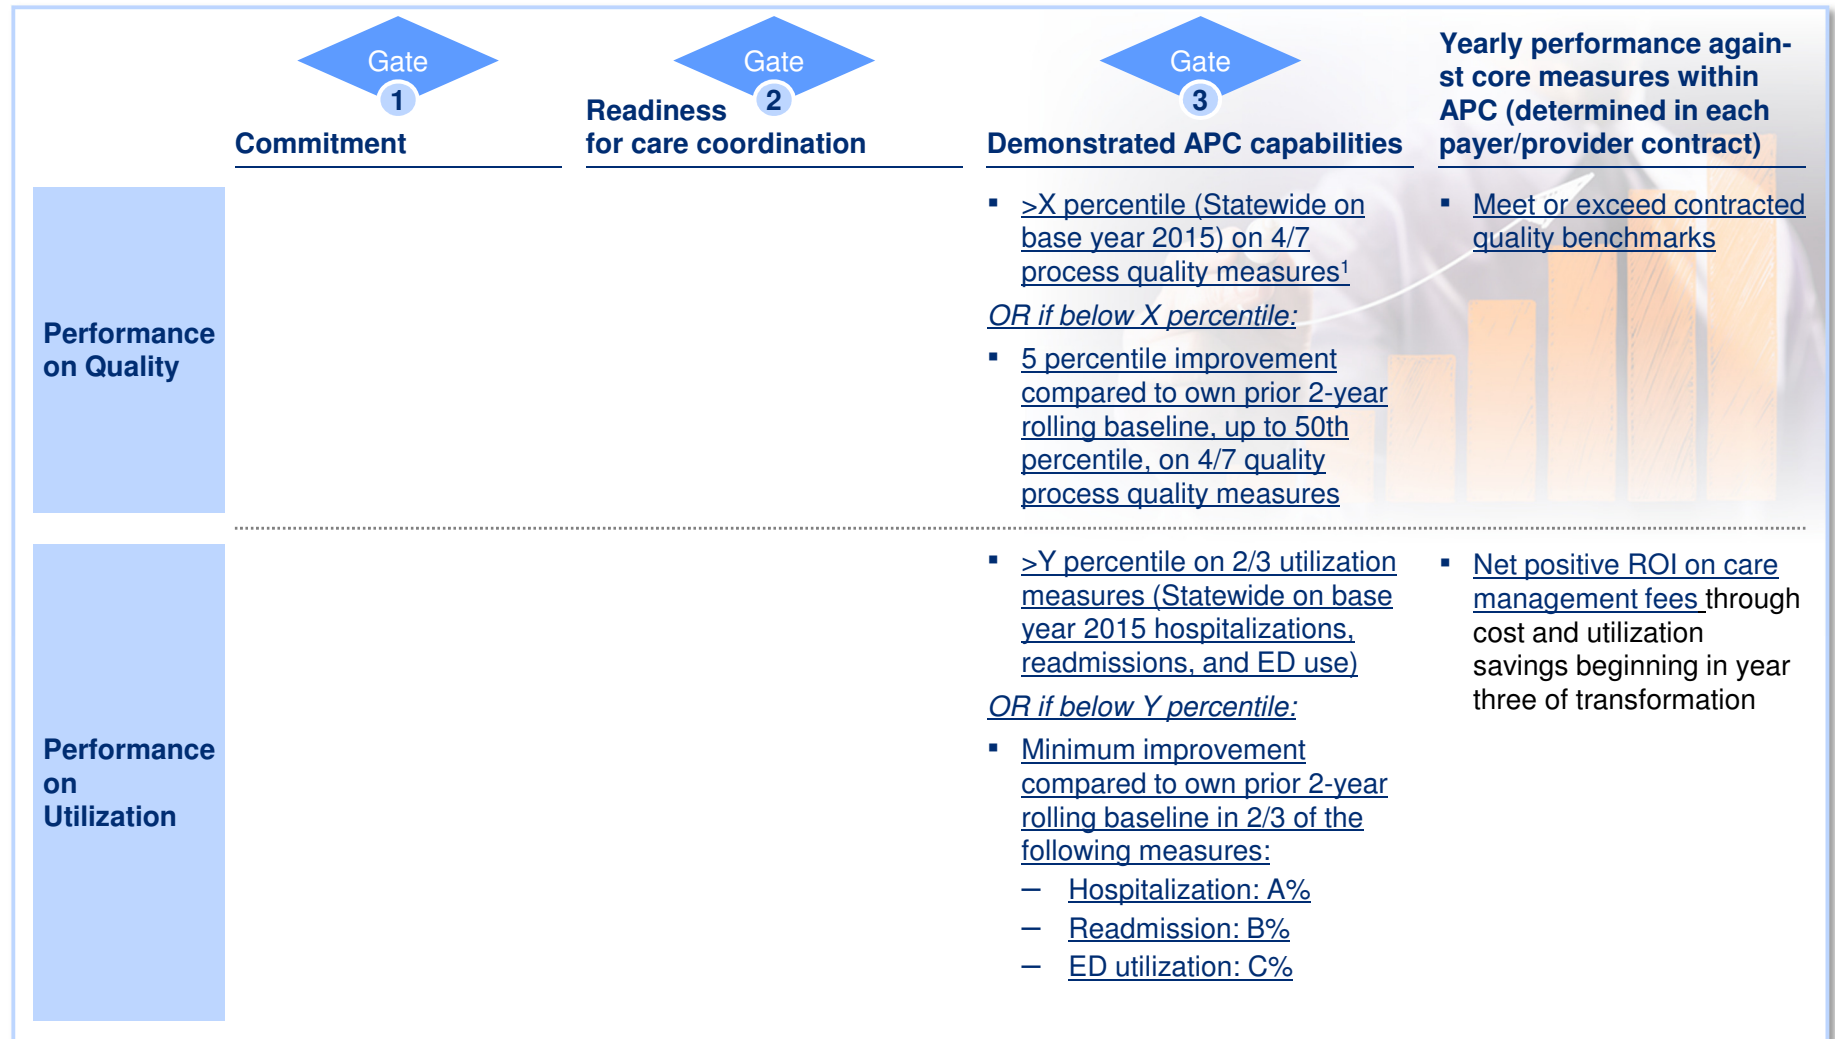 Gate
1
Commitment
Gate
2
Readiness
for care coordination
Gate
3
Demonstrated APC capabilities
Yearly performance again-
st core measures within
APC (determined in each
payer/provider contract)
Performance
on Quality
▪ >X percentile (Statewide on
base year 2015) on 4/7
process quality measures¹
OR if below X percentile:
▪ 5 percentile improvement
compared to own prior 2-year
rolling baseline, up to 50th
percentile, on 4/7 quality
process quality measures
▪ Meet or exceed contracted
quality benchmarks
Performance
on
Utilization
▪ >Y percentile on 2/3 utilization
measures (Statewide on base
year 2015 hospitalizations,
readmissions, and ED use)
OR if below Y percentile:
▪ Minimum improvement
compared to own prior 2-year
rolling baseline in 2/3 of the
following measures:
– Hospitalization: A%
– Readmission: B%
– ED utilization: C%
▪ Net positive ROI on care
management fees through
cost and utilization
savings beginning in year
three of transformation